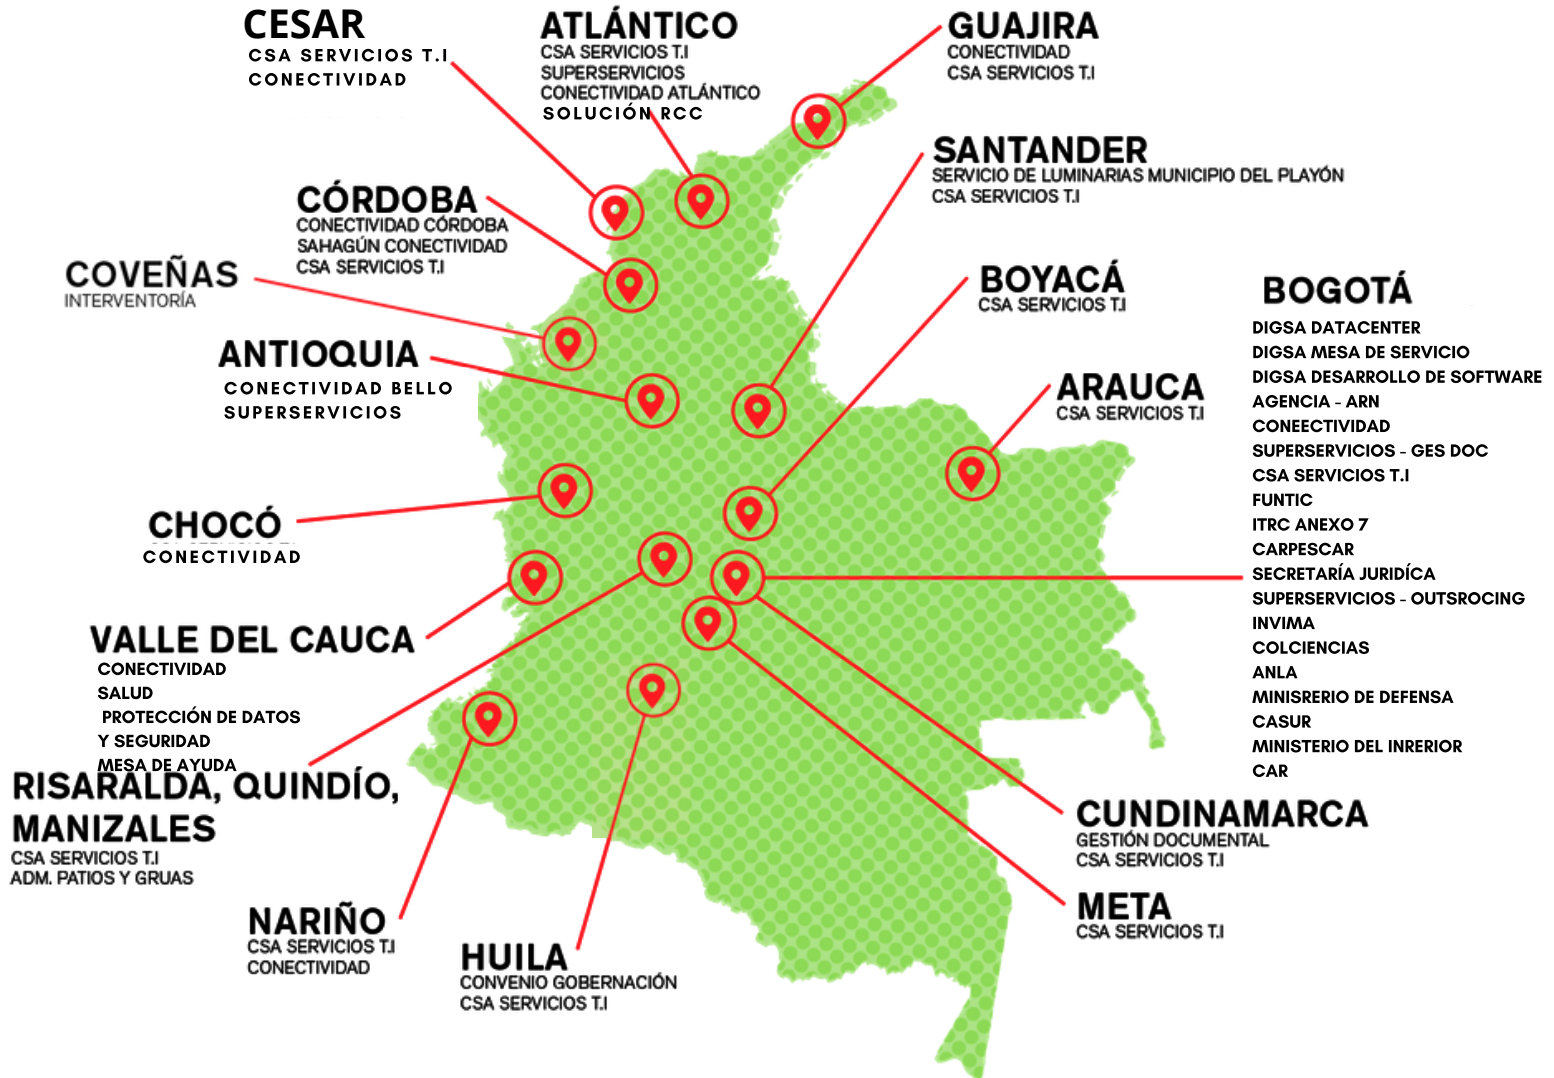 CESAR
CSA SERVICIOS T.I
CONECTIVIDAD
ATLÁNTICO
CSA SERVICIOS T.I
SUPERSERVICIOS
CONECTIVIDAD ATLÁNTICO
SOLUCIÓN RCC
GUAJIRA
CONECTIVIDAD
CSA SERVICIOS T.I
SANTANDER
SERVICIO DE LUMINARIAS MUNICIPIO DEL PLAYÓN
CSA SERVICIOS T.I
CÓRDOBA
CONECTIVIDAD CÓRDOBA
SAHAGÚN CONECTIVIDAD
CSA SERVICIOS T.I
COVEÑAS
INTERVENTORÍA
BOYACÁ
CSA SERVICIOS T.I
BOGOTÁ
DIGSA DATACENTER
DIGSA MESA DE SERVICIO
DIGSA DESARROLLO DE SOFTWARE
AGENCIA - ARN
CONEECTIVIDAD
SUPERSERVICIOS - GES DOC
CSA SERVICIOS T.I
FUNTIC
ITRC ANEXO 7
CARPESCAR
SECRETARÍA JURIDÍCA
SUPERSERVICIOS - OUTSROCING
INVIMA
COLCIENCIAS
ANLA
MINISRERIO DE DEFENSA
CASUR
MINISTERIO DEL INRERIOR
CAR
ANTIOQUIA
CONECTIVIDAD BELLO
SUPERSERVICIOS
ARAUCA
CSA SERVICIOS T.I
CHOCÓ
CONECTIVIDAD
VALLE DEL CAUCA
CONECTIVIDAD
SALUD
PROTECCIÓN DE DATOS
Y SEGURIDAD
MESA DE AYUDA
RISARALDA, QUINDÍO,
MANIZALES
CSA SERVICIOS T.I
ADM. PATIOS Y GRUAS
CUNDINAMARCA
GESTIÓN DOCUMENTAL
CSA SERVICIOS T.I
META
CSA SERVICIOS T.I
NARIÑO
CSA SERVICIOS T.I
CONECTIVIDAD
HUILA
CONVENIO GOBERNACIÓN
CSA SERVICIOS T.I